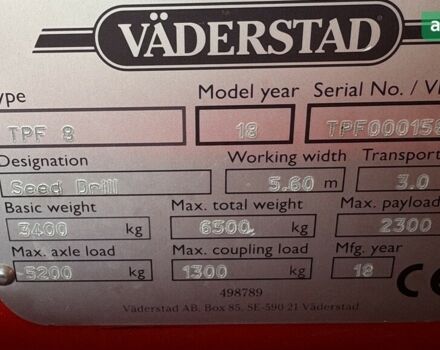 VÄDERSTAD
ype Model year Serial No. / V
TPF 8 18 TPF000015
Designation Working width Transport
Seed Drill 5.60 m 3.0
Basic weight Max. total weight Max. payload
3400 kg 6500 kg 2300
Max. axle load Max. coupling load Mfg. year
5200 kg 1300 kg 18 CE
498789
Väderstad AB, Box 85, SE-590 21 Väderstad